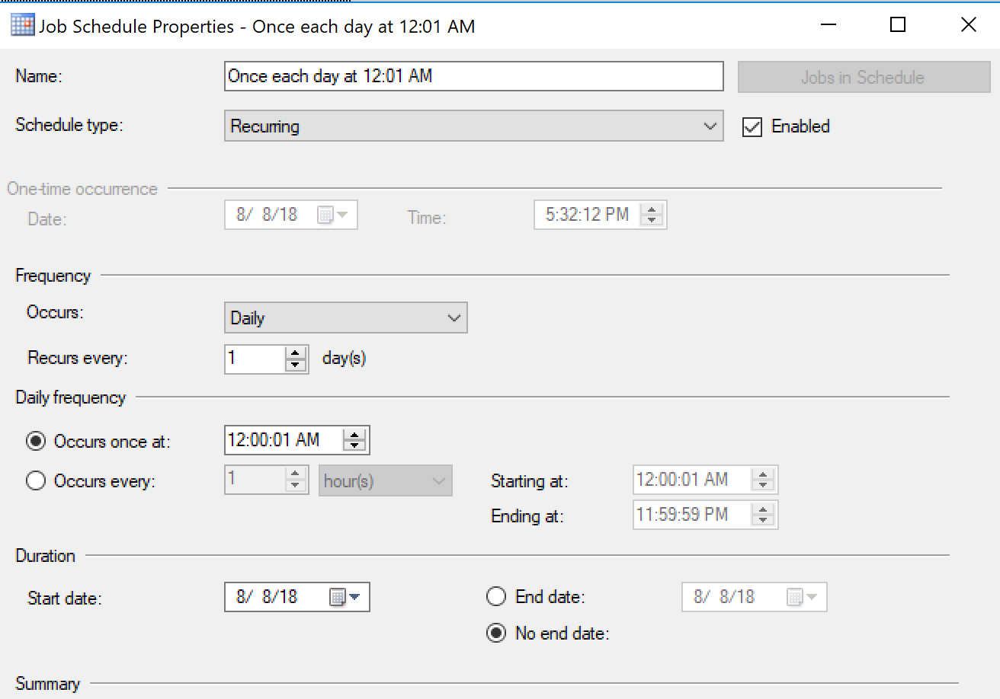 Job Schedule Properties - Once each day at 12:01 AM
Name: Once each day at 12:01 AM Jobs in Schedule
Schedule type: Recurring Enabled
One-time occurrence
Date: 8/ 8/18 Time: 5:32:12 PM
Frequency
Occurs: Daily
Recurs every: 1 day(s)
Daily frequency
Occurs once at: 12:00:01 AM
Occurs every: 1 hour(s) Starting at: 12:00:01 AM
Ending at: 11:59:59 PM
Duration
Start date: 8/ 8/18 End date: 8/ 8/18
No end date:
Summary